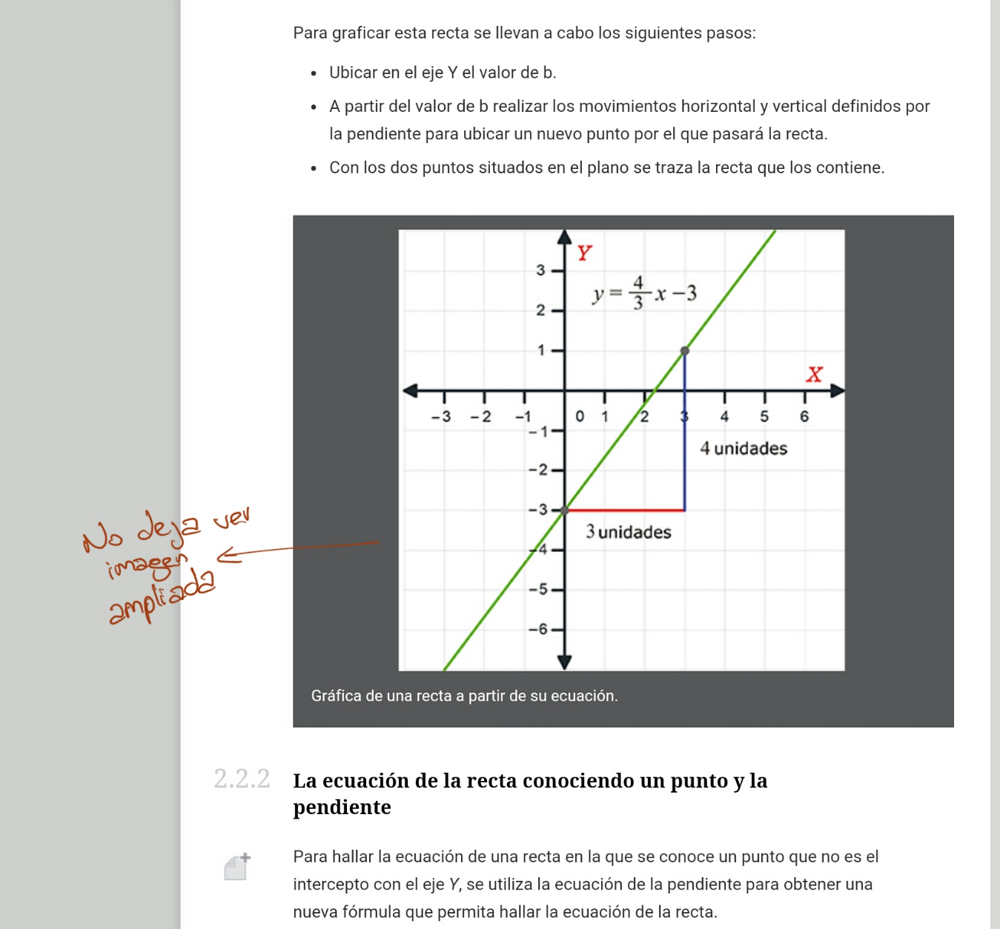 Para graficar esta recta se llevan a cabo los siguientes pasos:
• Ubicar en el eje Y el valor de b.
• A partir del valor de b realizar los movimientos horizontal y vertical definidos por
la pendiente para ubicar un nuevo punto por el que pasará la recta.
• Con los dos puntos situados en el plano se traza la recta que los contiene.
Y
3
y = 4/3 x − 3
2
1
X
−3 −2 −1 0 1 2 3 4 5 6
−1
4 unidades
−2
−3
3 unidades
−4
−5
−6
No deja ver
imagen
ampliada
Gráfica de una recta a partir de su ecuación.
2.2.2 La ecuación de la recta conociendo un punto y la
pendiente
Para hallar la ecuación de una recta en la que se conoce un punto que no es el
intercepto con el eje Y, se utiliza la ecuación de la pendiente para obtener una
nueva fórmula que permita hallar la ecuación de la recta.